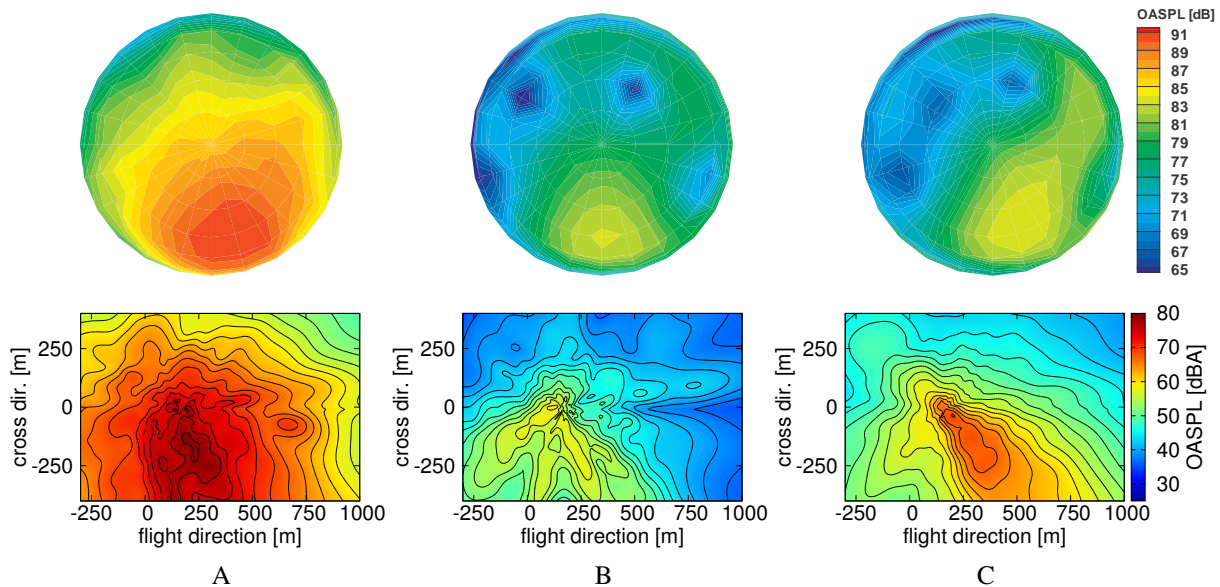 OASPL [dB]
91
89
87
85
83
81
79
77
75
73
71
69
67
65
250
0
-250
cross dir. [m]
-250 0 250 500 750 1000
flight direction [m]
A
250
0
-250
cross dir. [m]
-250 0 250 500 750 1000
flight direction [m]
B
250
0
-250
cross dir. [m]
-250 0 250 500 750 1000
flight direction [m]
C
80
70
60
50
40
30
OASPL [dBA]